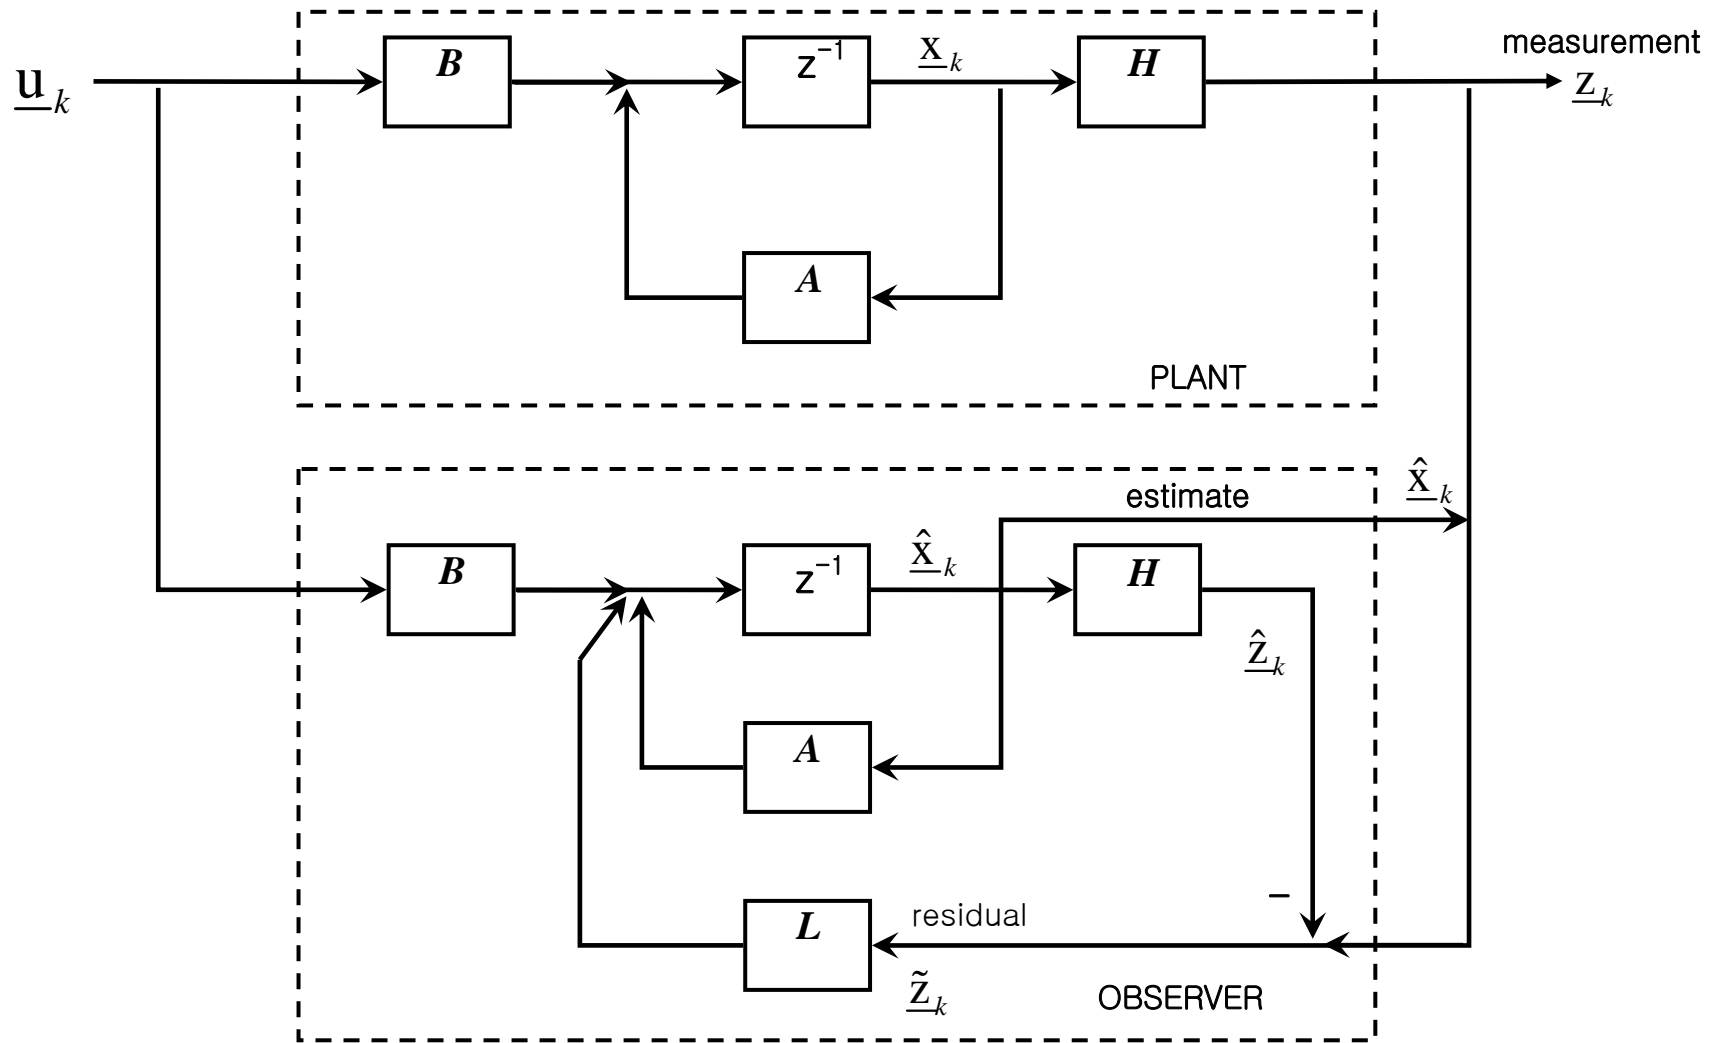 u_k
B
z⁻¹
x_k
H
measurement
z_k
A
PLANT
estimate
x̂_k
B
z⁻¹
x̂_k
H
ẑ_k
A
−
L
residual
z̃_k
OBSERVER